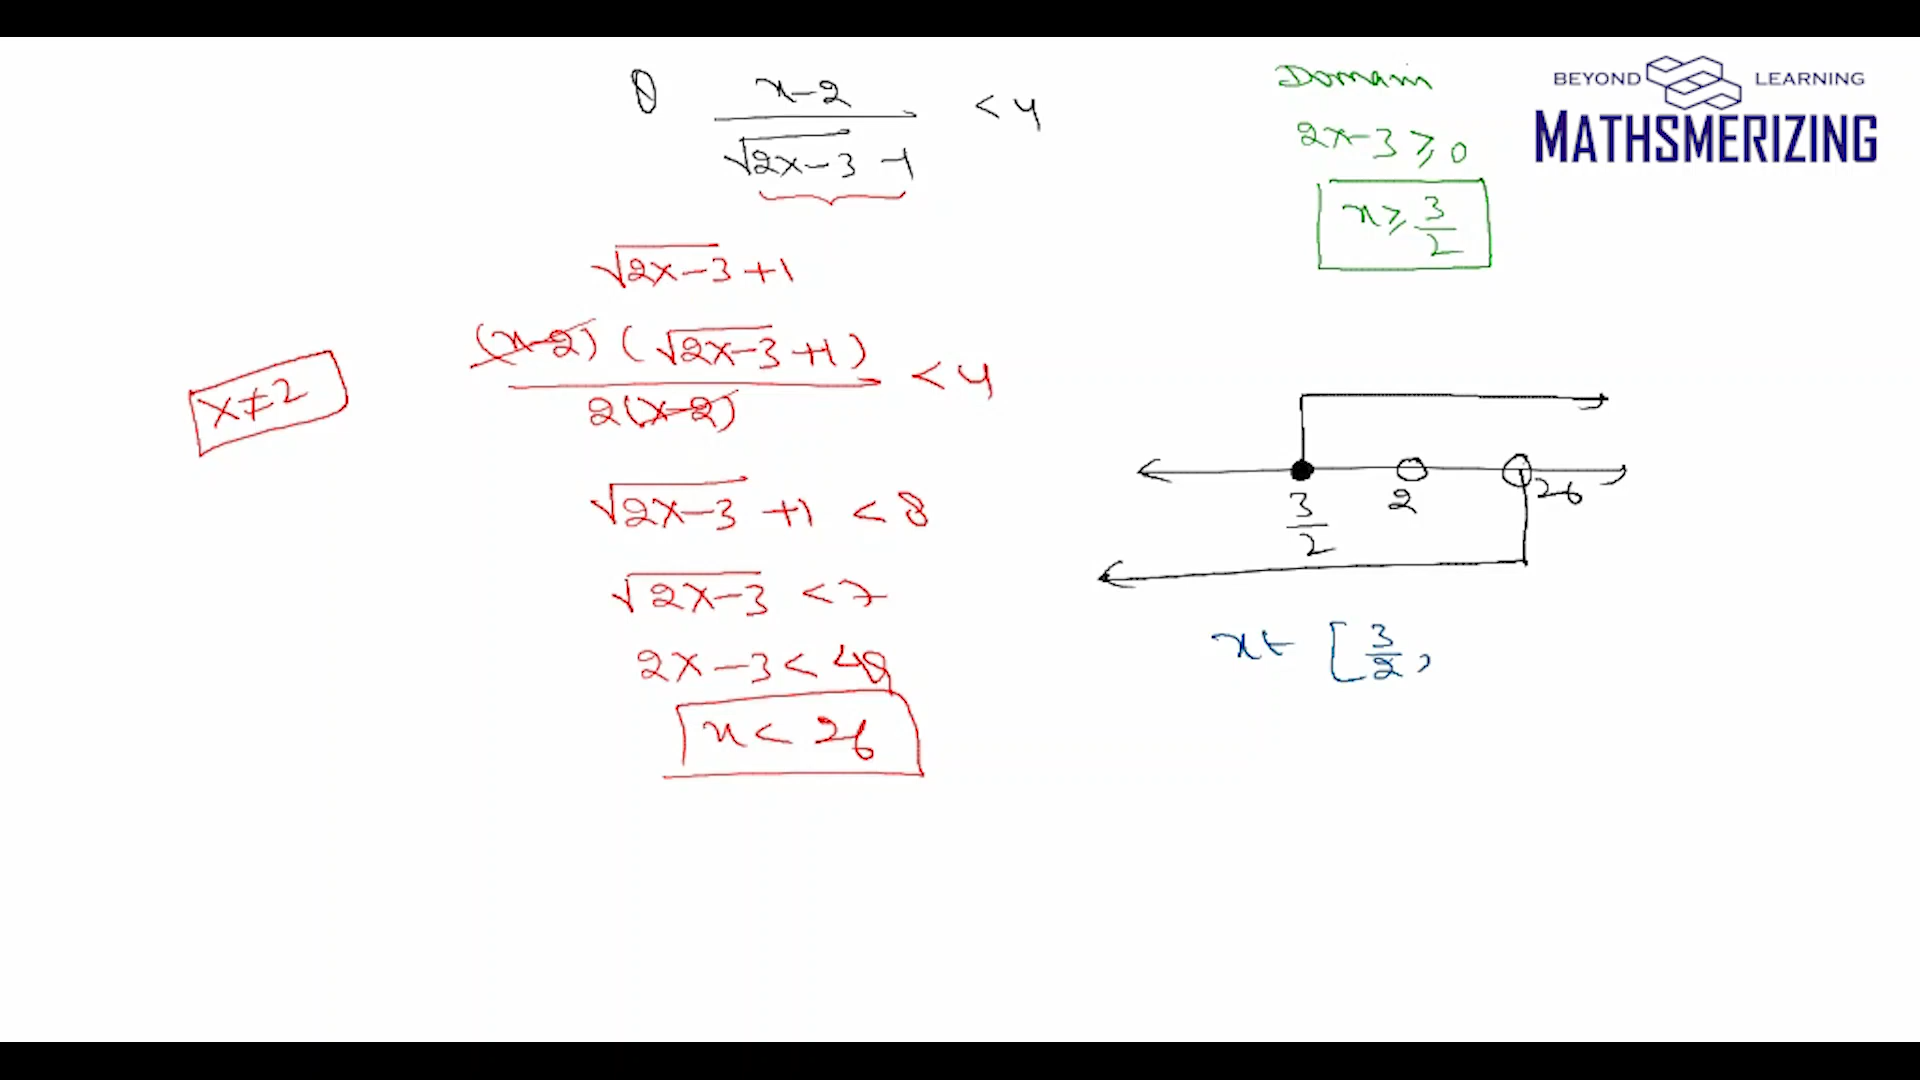 Q x-2 / √2x-3 -1 < 4
√2x-3 +1
(x-2) (√2x-3 +1) / 2(x-2) < 4
x≠2
√2x-3 +1 < 8
√2x-3 < 7
2x-3 < 49
x < 26
Domain
2x-3 ≥ 0
x ≥ 3/2
BEYOND LEARNING
MATHSMERIZING
3/2 2 26
x∈ [3/2,